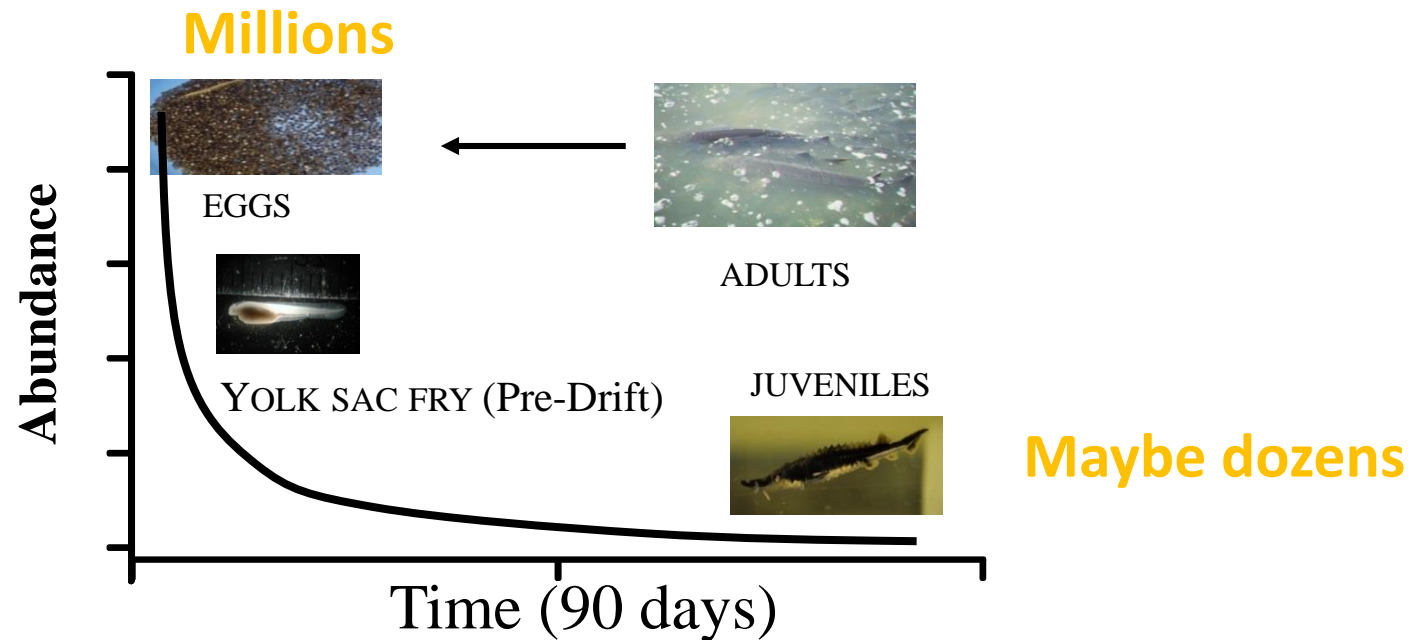 Millions
EGGS
ADULTS
YOLK SAC FRY (Pre-Drift)
JUVENILES
Maybe dozens
Abundance
Time (90 days)